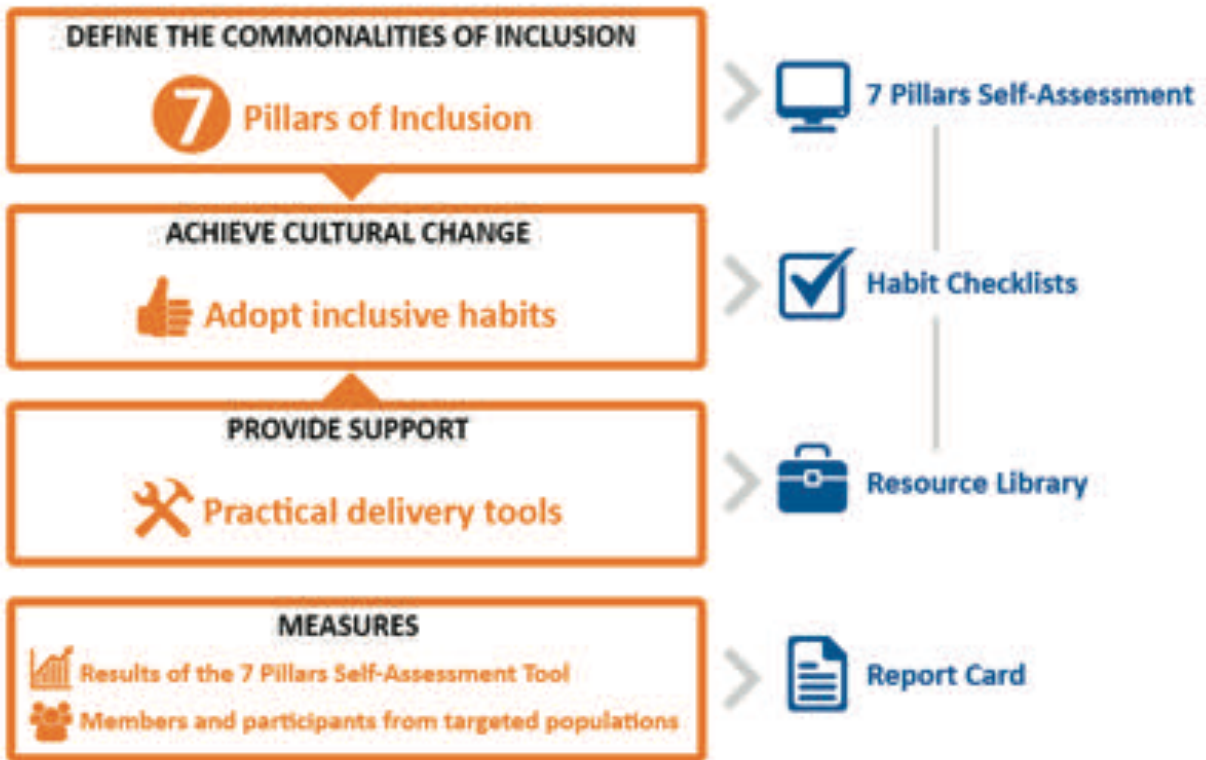 DEFINE THE COMMONALITIES OF INCLUSION
7 Pillars of Inclusion
7 Pillars Self-Assessment
ACHIEVE CULTURAL CHANGE
Adopt inclusive habits
Habit Checklists
PROVIDE SUPPORT
Practical delivery tools
Resource Library
MEASURES
Results of the 7 Pillars Self-Assessment Tool
Members and participants from targeted populations
Report Card